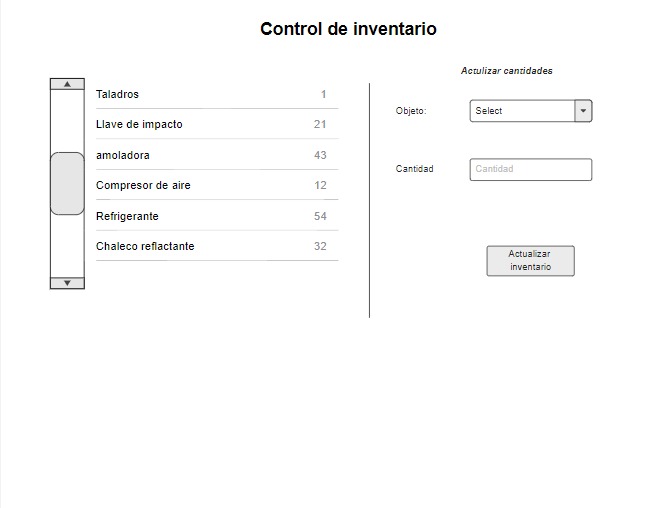 Control de inventario
Taladros 1
Llave de impacto 21
amoladora 43
Compresor de aire 12
Refrigerante 54
Chaleco reflactante 32
Actulizar cantidades
Objeto: Select
Cantidad Cantidad
Actualizar
inventario